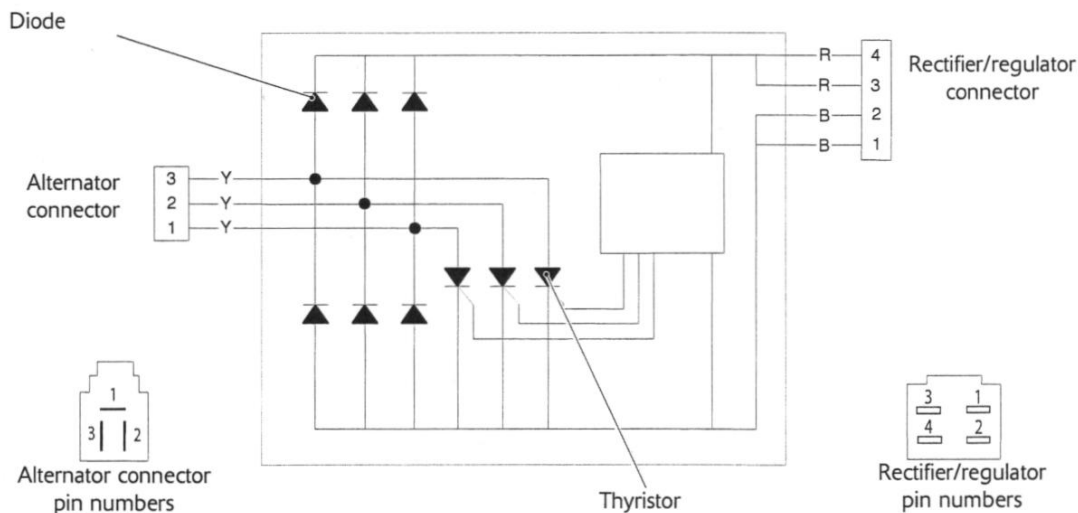 Diode
R 4
R 3
B 2
B 1
Rectifier/regulator
connector
Alternator
connector
3 Y
2 Y
1 Y
1
3 2
Alternator connector
pin numbers
Thyristor
3 1
4 2
Rectifier/regulator
pin numbers